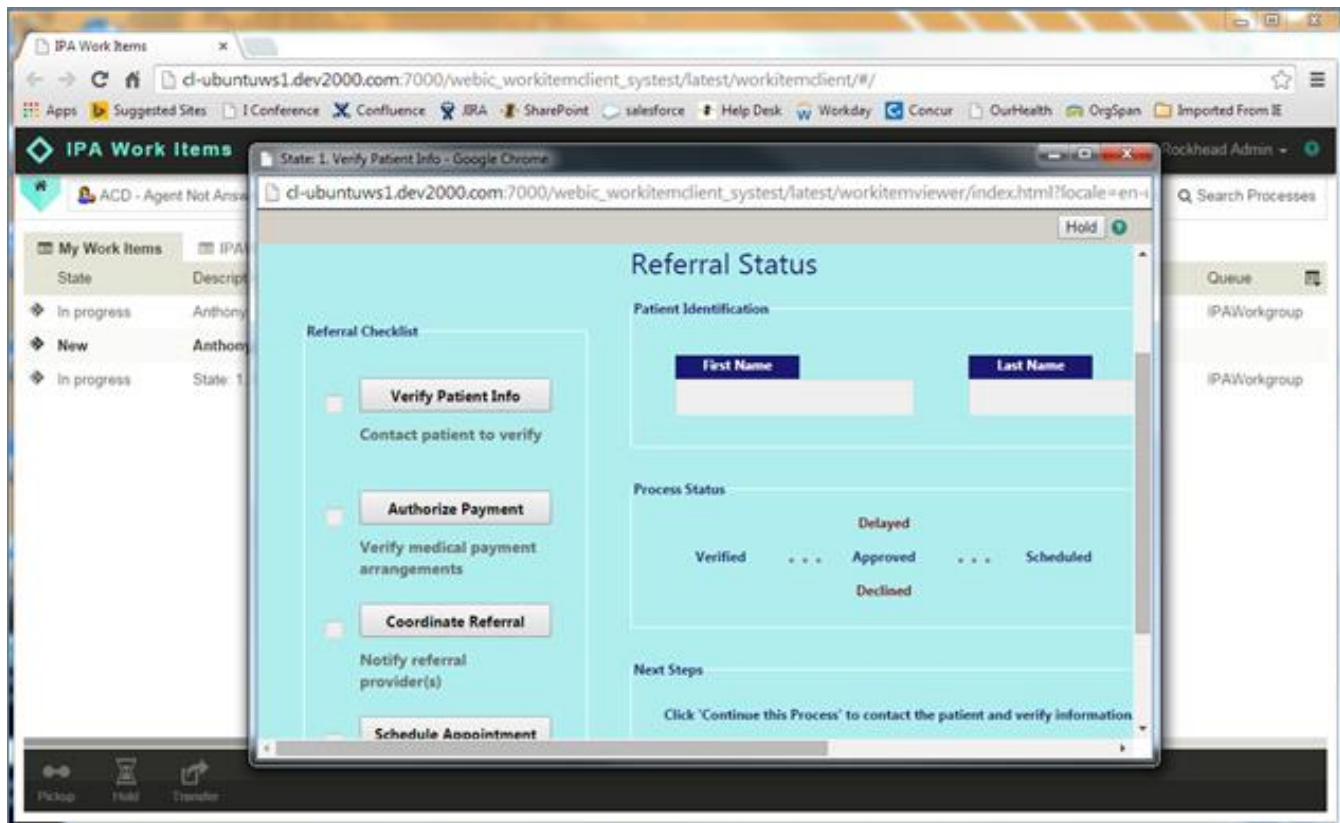 IPA Work Items
cl-ubuntuws1.dev2000.com:7000/webic_workitemclient_systest/latest/workitemclient/#/
Apps Suggested Sites I Conference Confluence JIRA SharePoint salesforce Help Desk Workday Concur OurHealth OrgSpan Imported From IE
IPA Work Items
Rockhead Admin
ACD - Agent Not Answ
Search Processes
My Work Items
IPA
State
Descript
Queue
In progress
Anthony
IPAWorkgroup
New
Anthony
In progress
State: 1.
IPAWorkgroup
Pickup
Hold
Transfer
State: 1. Verify Patient Info - Google Chrome
cl-ubuntuws1.dev2000.com:7000/webic_workitemclient_systest/latest/workitemviewer/index.html?locale=en-
Hold
Referral Checklist
Verify Patient Info
Contact patient to verify
Authorize Payment
Verify medical payment
arrangements
Coordinate Referral
Notify referral
provider(s)
Schedule Appointment
Referral Status
Patient Identification
First Name
Last Name
Process Status
Delayed
Verified . . . Approved . . . Scheduled
Declined
Next Steps
Click 'Continue this Process' to contact the patient and verify information